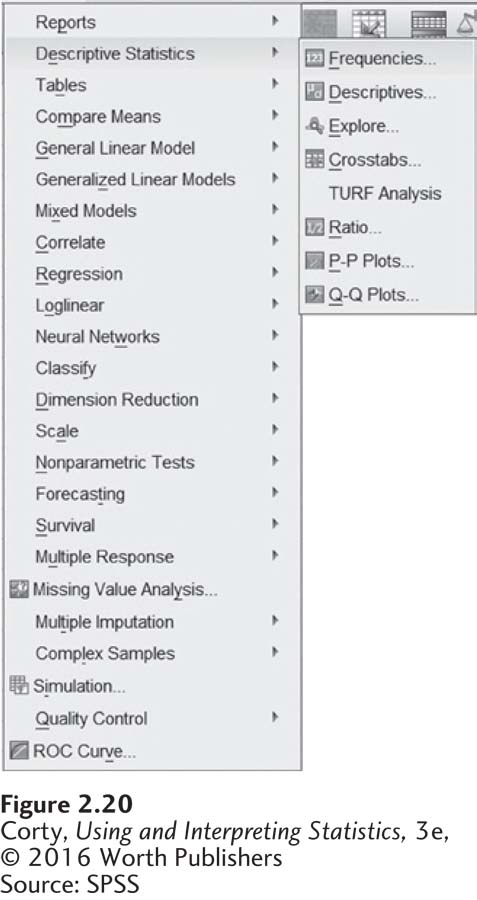 Reports
Descriptive Statistics
Tables
Compare Means
General Linear Model
Generalized Linear Models
Mixed Models
Correlate
Regression
Loglinear
Neural Networks
Classify
Dimension Reduction
Scale
Nonparametric Tests
Forecasting
Survival
Multiple Response
Missing Value Analysis...
Multiple Imputation
Complex Samples
Simulation...
Quality Control
ROC Curve...
123 Frequencies...
Descriptives...
Explore...
Crosstabs...
TURF Analysis
1/2 Ratio...
P-P Plots...
Q-Q Plots...
Figure 2.20
Corty, Using and Interpreting Statistics, 3e,
© 2016 Worth Publishers
Source: SPSS